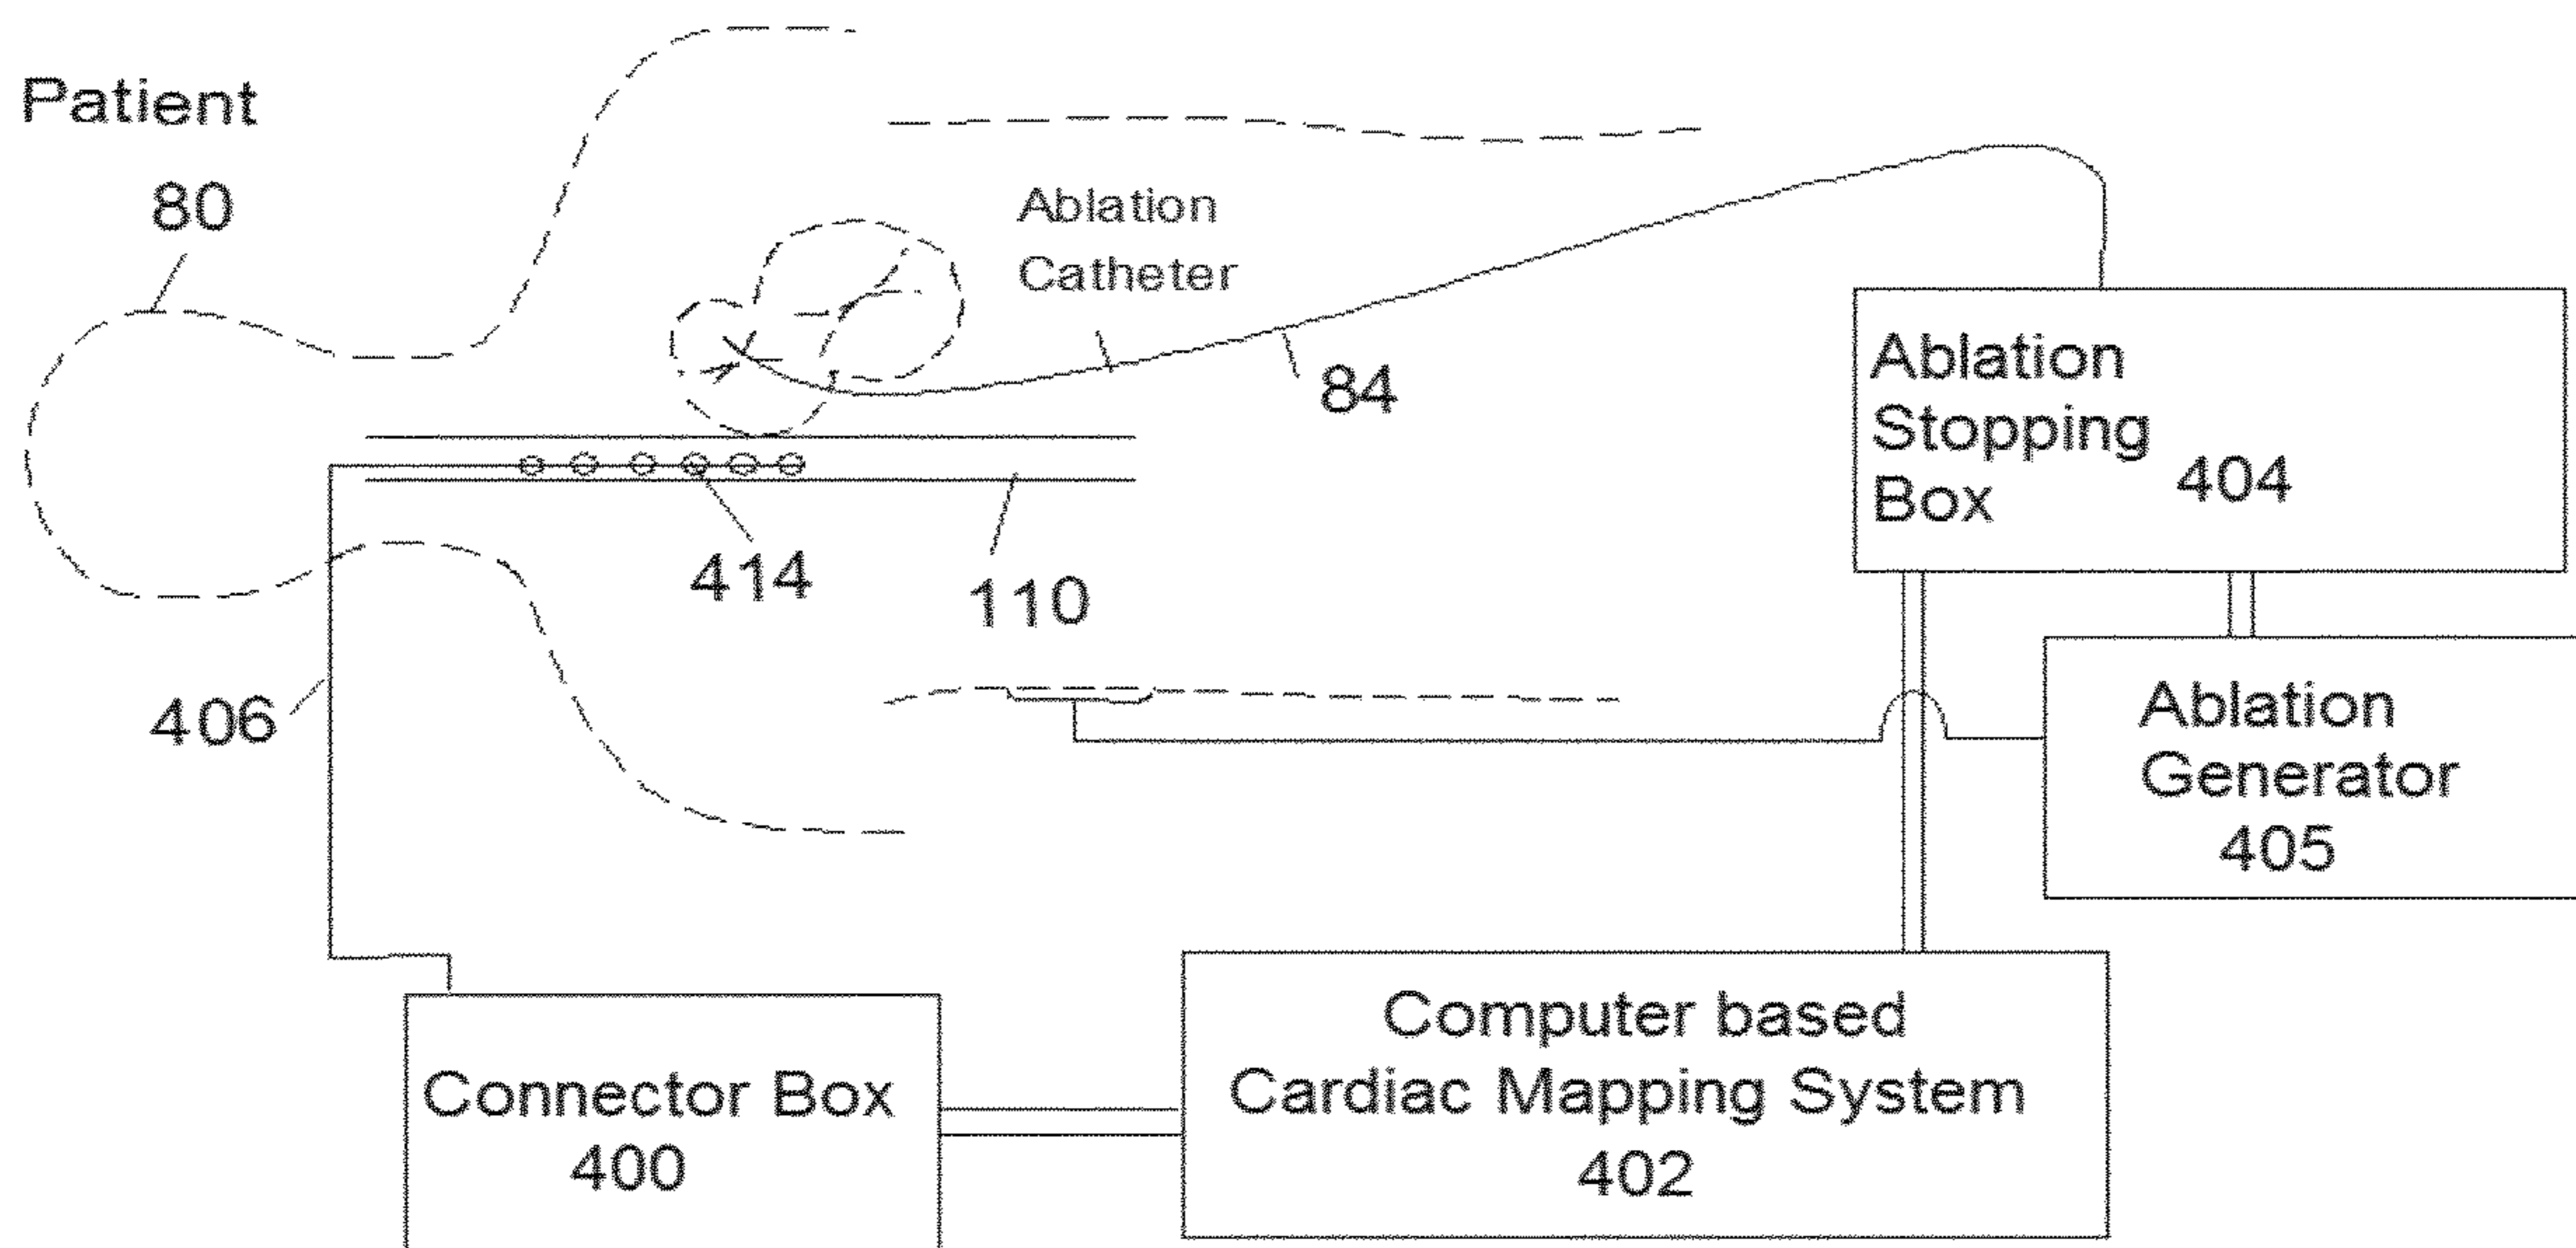 Patient
80
Ablation
Catheter
84
Ablation
Stopping
Box
404
414
110
406
Ablation
Generator
405
Connector Box
400
Computer based
Cardiac Mapping System
402